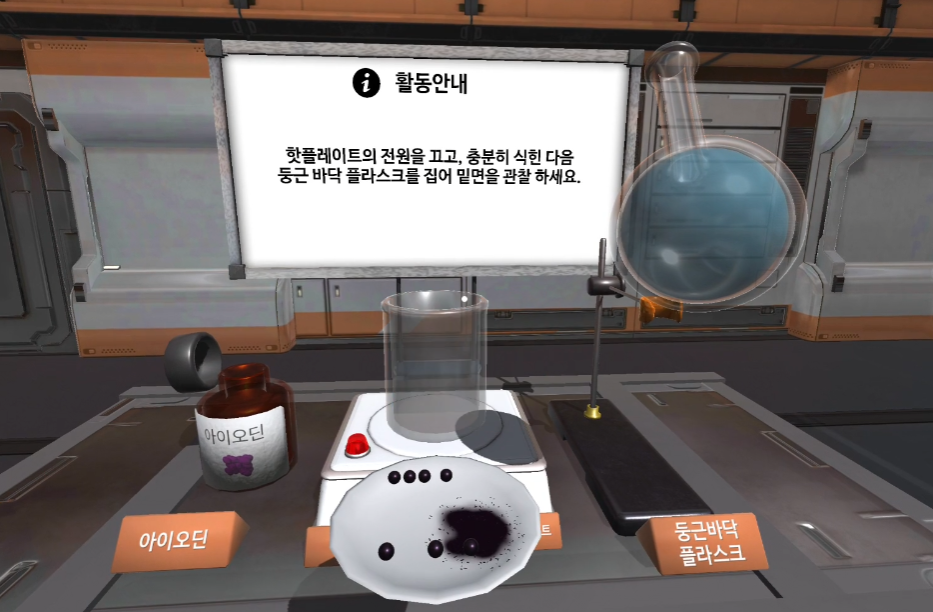 i 활동안내
핫플레이트의 전원을 끄고, 충분히 식힌 다음
둥근 바닥 플라스크를 집어 밑면을 관찰 하세요.
아이오딘
아이오딘
트
둥근바닥
플라스크